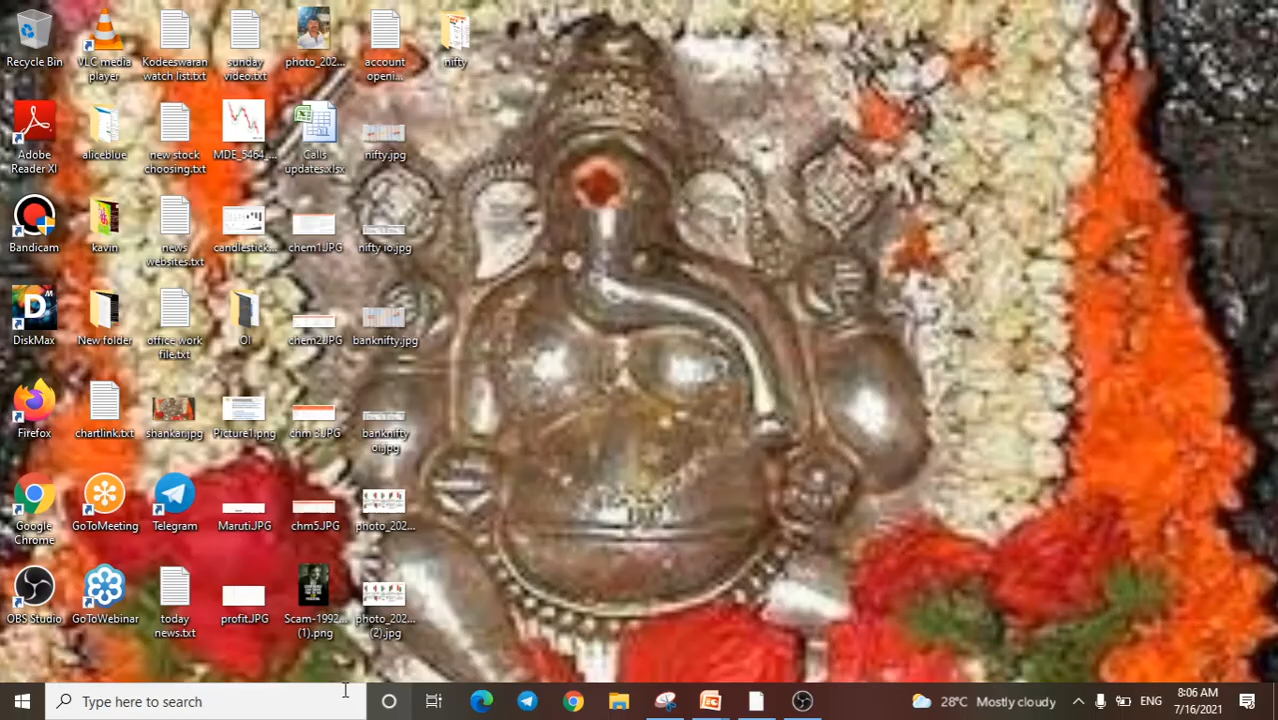 Recycle Bin
VLC media
player
Kodeeswaran
watch list.txt
sunday
video.txt
photo_202...
account
openi...
nifty
Adobe
Reader XI
aliceblue
new stock
choosing.txt
MDE_5464_...
Calls
updates.xlsx
nifty.jpg
Bandicam
kavin
news
websites.txt
candlestick...
chem1.JPG
nifty io.jpg
DiskMax
New folder
office work
file.txt
OI
chem2.JPG
banknifty.jpg
Firefox
chartlink.txt
shankar.jpg
Picture1.png
chm 3.JPG
banknifty
oi.jpg
Google
Chrome
GoToMeeting
Telegram
Maruti.JPG
chm5.JPG
photo_202...
OBS Studio
GoToWebinar
today
news.txt
profit.JPG
Scam-1992...
(1).png
photo_202...
(2).jpg
Type here to search
28°C Mostly cloudy
ENG
8:06 AM
7/16/2021